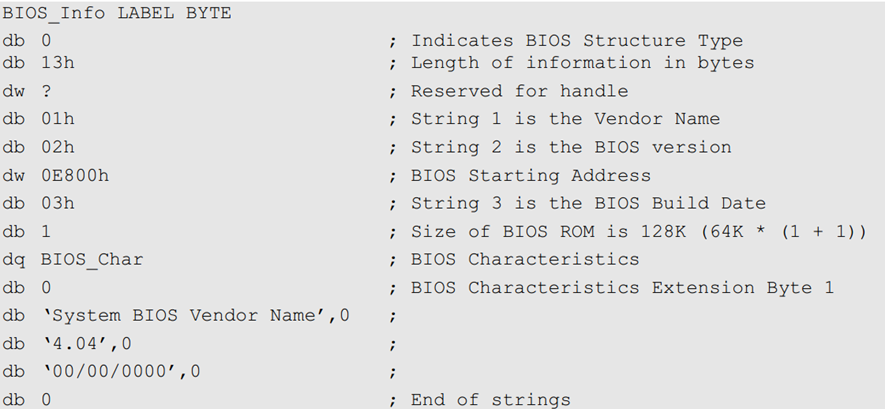 BIOS_Info LABEL BYTE
db 0 ; Indicates BIOS Structure Type
db 13h ; Length of information in bytes
dw ? ; Reserved for handle
db 01h ; String 1 is the Vendor Name
db 02h ; String 2 is the BIOS version
dw 0E800h ; BIOS Starting Address
db 03h ; String 3 is the BIOS Build Date
db 1 ; Size of BIOS ROM is 128K (64K * (1 + 1))
dq BIOS_Char ; BIOS Characteristics
db 0 ; BIOS Characteristics Extension Byte 1
db ‘System BIOS Vendor Name’,0 ;
db ‘4.04’,0 ;
db ‘00/00/0000’,0 ;
db 0 ; End of strings